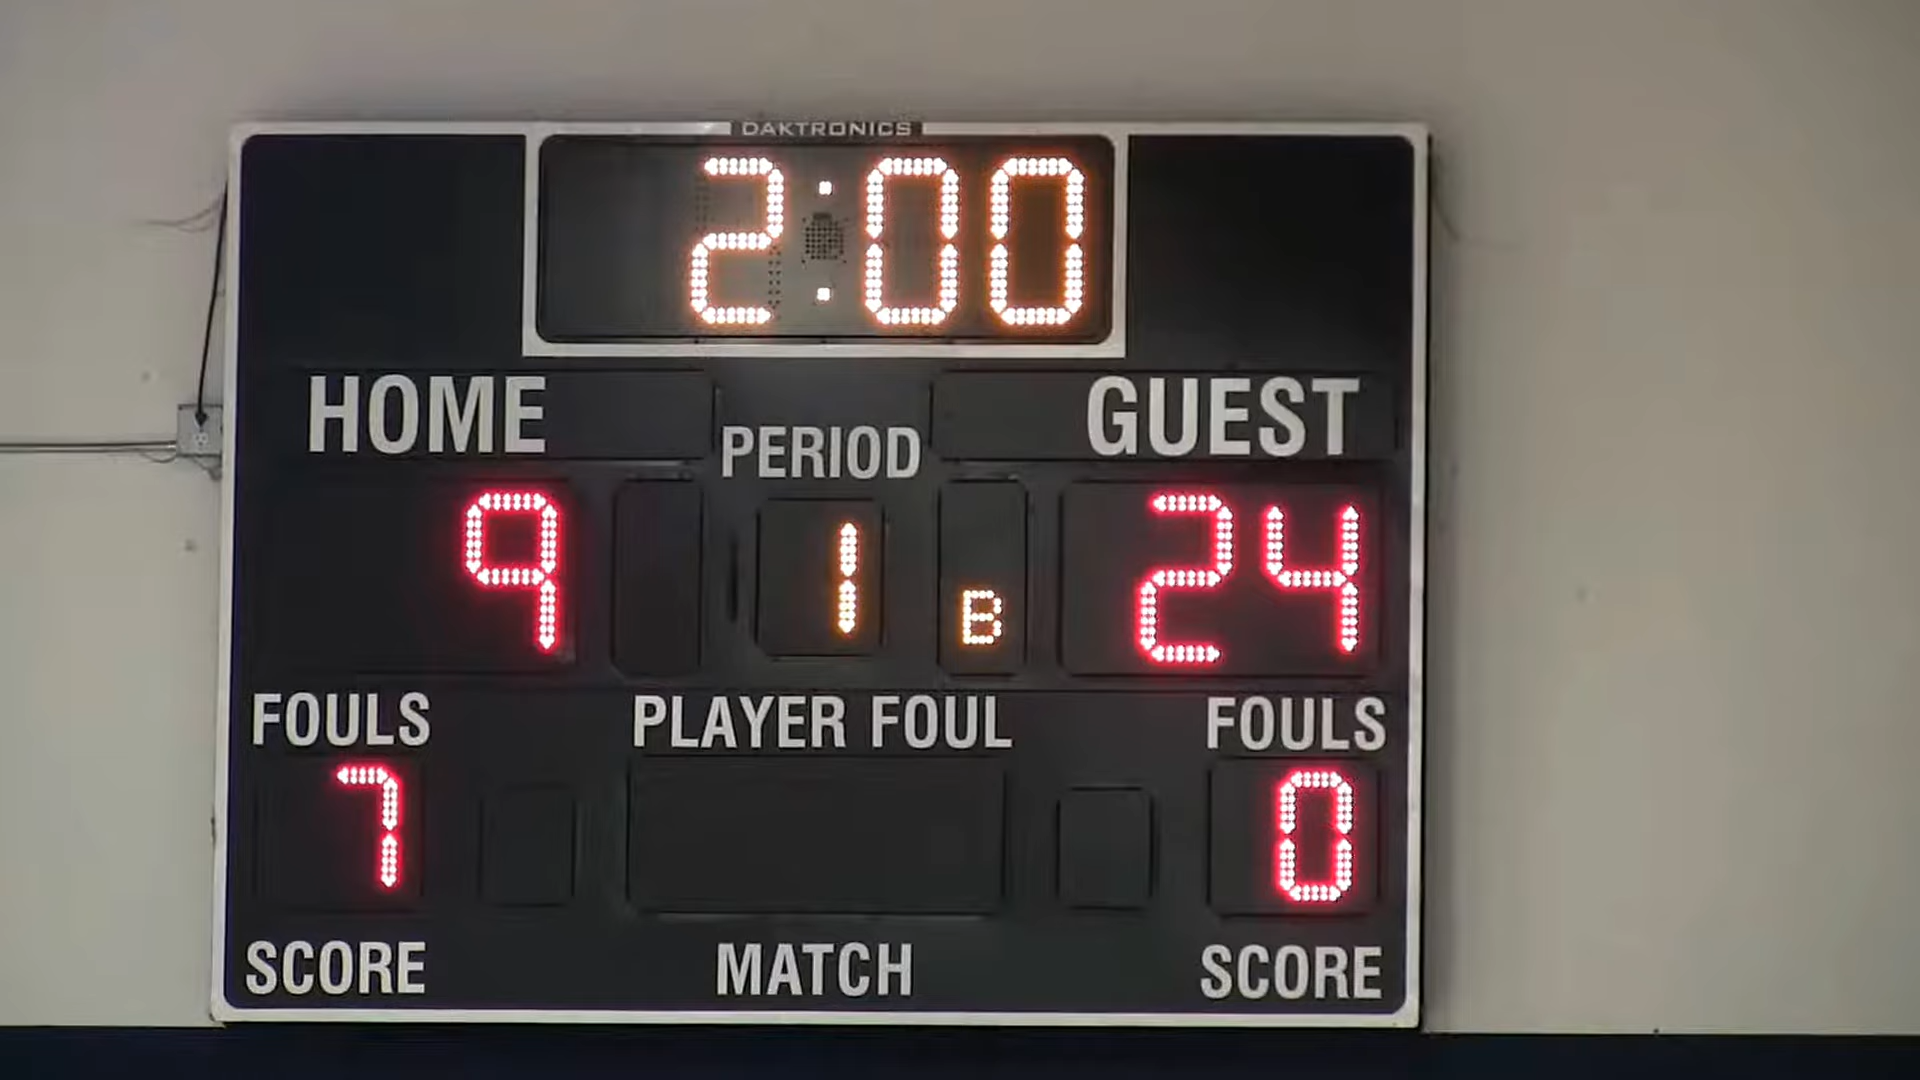 DAKTRONICS
2:00
HOME
GUEST
PERIOD
9
1
B
24
FOULS
PLAYER FOUL
FOULS
7
0
SCORE
MATCH
SCORE